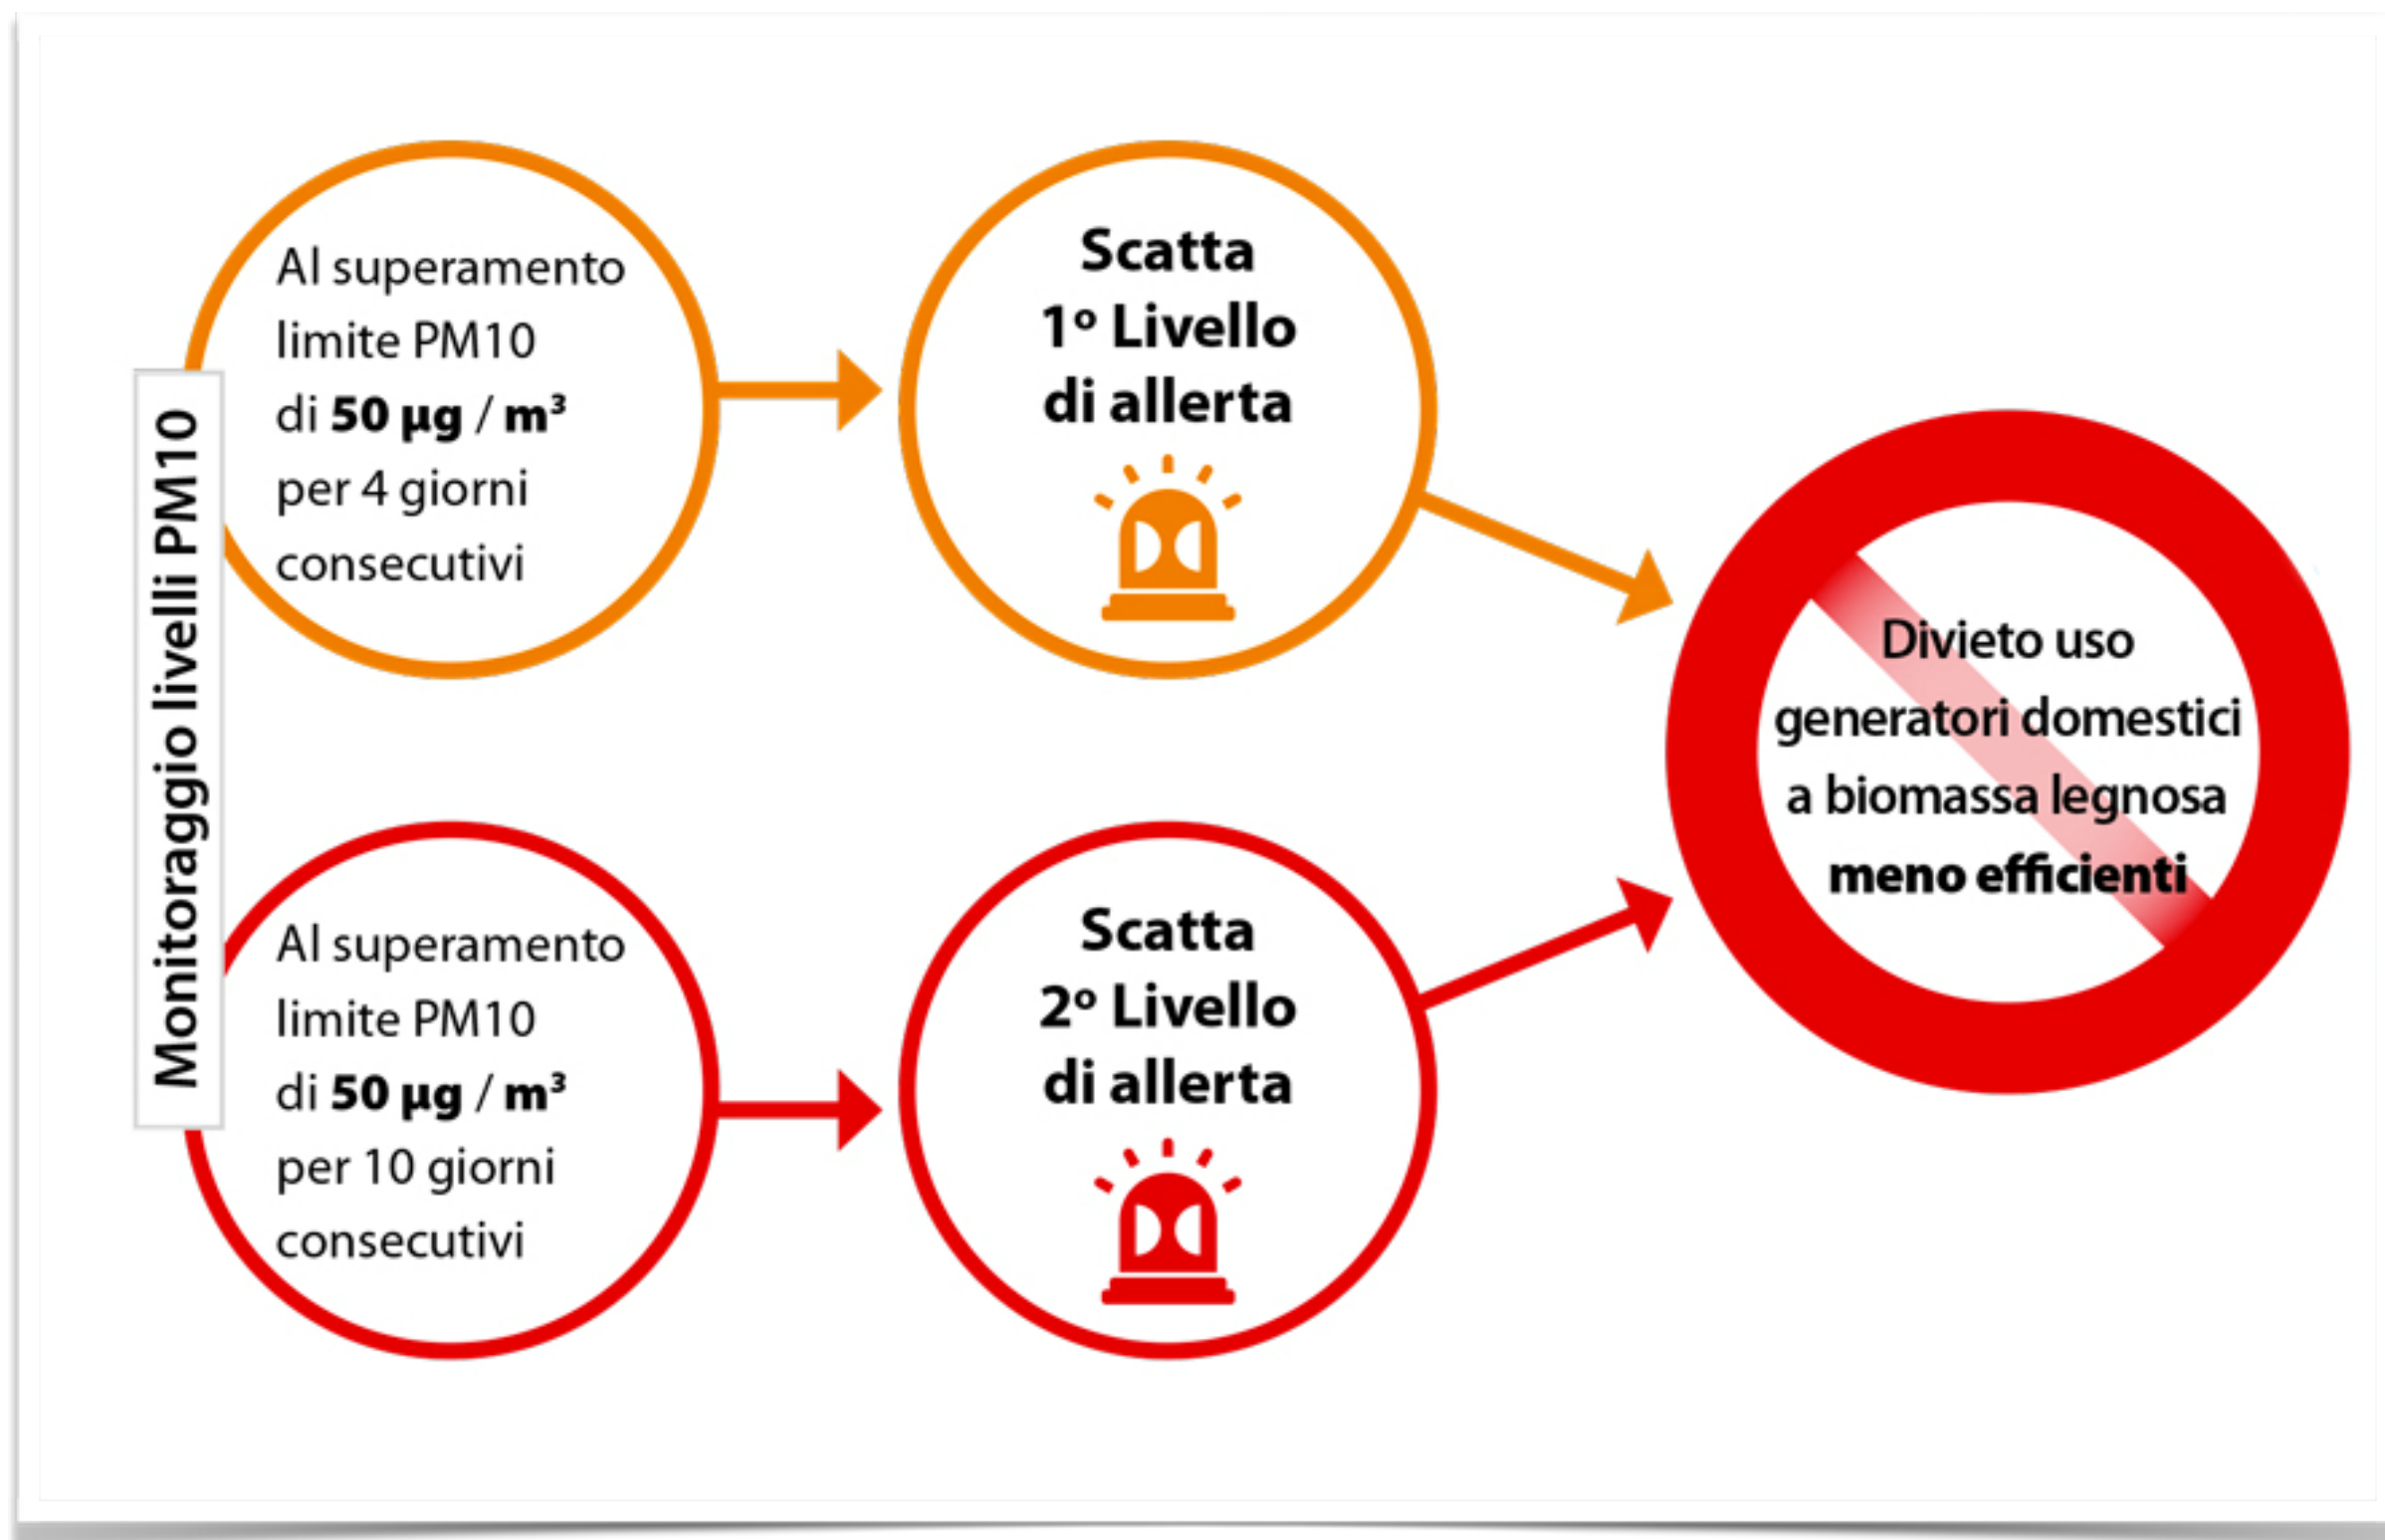 Monitoraggio livelli PM10
Al superamento
limite PM10
di 50 µg / m³
per 4 giorni
consecutivi
Scatta
1º Livello
di allerta
Al superamento
limite PM10
di 50 µg / m³
per 10 giorni
consecutivi
Scatta
2º Livello
di allerta
Divieto uso
generatori domestici
a biomassa legnosa
meno efficienti